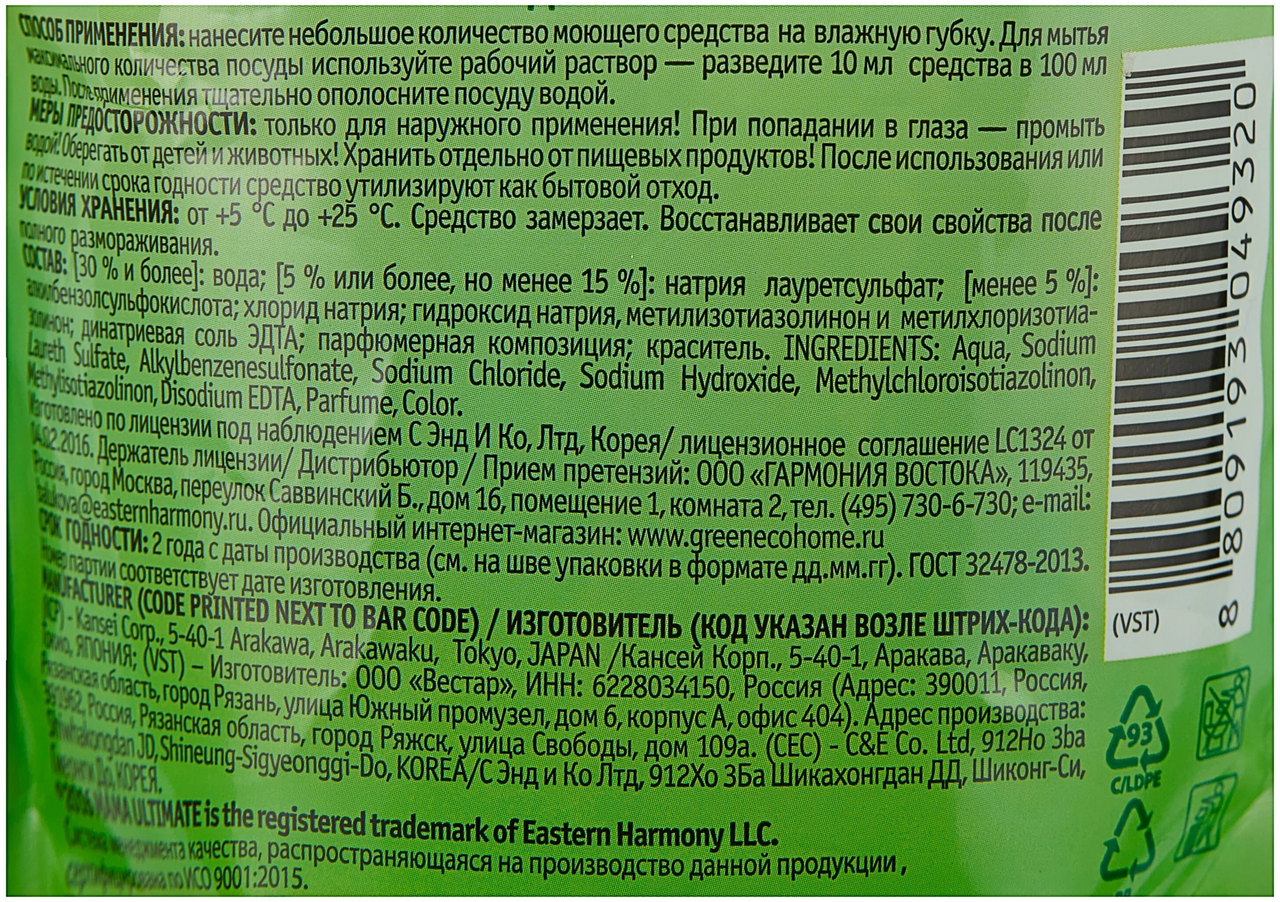 СПОСОБ ПРИМЕНЕНИЯ: нанесите небольшое количество моющего средства на влажную губку. Для мытья
максимального количества посуды используйте рабочий раствор — разведите 10 мл средства в 100 мл
воды. После применения тщательно ополосните посуду водой.
МЕРЫ ПРЕДОСТОРОЖНОСТИ: только для наружного применения! При попадании в глаза — промыть
водой! Оберегать от детей и животных! Хранить отдельно от пищевых продуктов! После использования или
по истечении срока годности средство утилизируют как бытовой отход.
УСЛОВИЯ ХРАНЕНИЯ: от +5 °С до +25 °С. Средство замерзает. Восстанавливает свои свойства после
полного размораживания.
СОСТАВ: [30 % и более]: вода; [5 % или более, но менее 15 %]: натрия лауретсульфат; [менее 5 %]:
алкилбензолсульфокислота; хлорид натрия; гидроксид натрия, метилизотиазолинон и метилхлоризотиа-
золинон; динатриевая соль ЭДТА; парфюмерная композиция; краситель. INGREDIENTS: Aqua, Sodium
Laureth Sulfate, Alkylbenzenesulfonate, Sodium Chloride, Sodium Hydroxide, Methylchloroisotiazolinon,
Methylisotiazolinon, Disodium EDTA, Parfume, Color.
Изготовлено по лицензии под наблюдением С Энд И Ко, Лтд, Корея/ лицензионное соглашение LC1324 от
.02.2016. Держатель лицензии/ Дистрибьютор / Прием претензий: ООО «ГАРМОНИЯ ВОСТОКА», 119435,
Россия, город Москва, переулок Саввинский Б., дом 16, помещение 1, комната 2, тел. (495) 730-6-730; e-mail:
@easternharmony.ru. Официальный интернет-магазин: www.greenecohome.ru
СРОК ГОДНОСТИ: 2 года с даты производства (см. на шве упаковки в формате дд.мм.гг). ГОСТ 32478-2013.
Номер партии соответствует дате изготовления.
MANUFACTURER (CODE PRINTED NEXT TO BAR CODE) / ИЗГОТОВИТЕЛЬ (КОД УКАЗАН ВОЗЛЕ ШТРИХ-КОДА):
(ICP) - Kansei Corp., 5-40-1 Arakawa, Arakawaku, Tokyo, JAPAN /Кансей Корп., 5-40-1, Аракава, Аракаваку,
Токио, ЯПОНИЯ; (VST) – Изготовитель: ООО «Вестар», ИНН: 6228034150, Россия (Адрес: 390011, Россия,
Рязанская область, город Рязань, улица Южный промузел, дом 6, корпус А, офис 404). Адрес производства:
391962, Россия, Рязанская область, город Ряжск, улица Свободы, дом 109а. (CEC) - C&E Co. Ltd, 912Ho 3ba
Shiwhakongdan JD, Shineung-Sigyeonggi-Do, KOREA/С Энд и Ко Лтд, 912Хо 3Ба Шикахонгдан ДД, Шиконг-Си,
До, КОРЕЯ.
© 2016 MAMA ULTIMATE is the registered trademark of Eastern Harmony LLC.
Система менеджмента качества, распространяющаяся на производство данной продукции,
сертифицирована по ИСО 9001:2015.
8 809193 049320
(VST)
93
C/LDPE